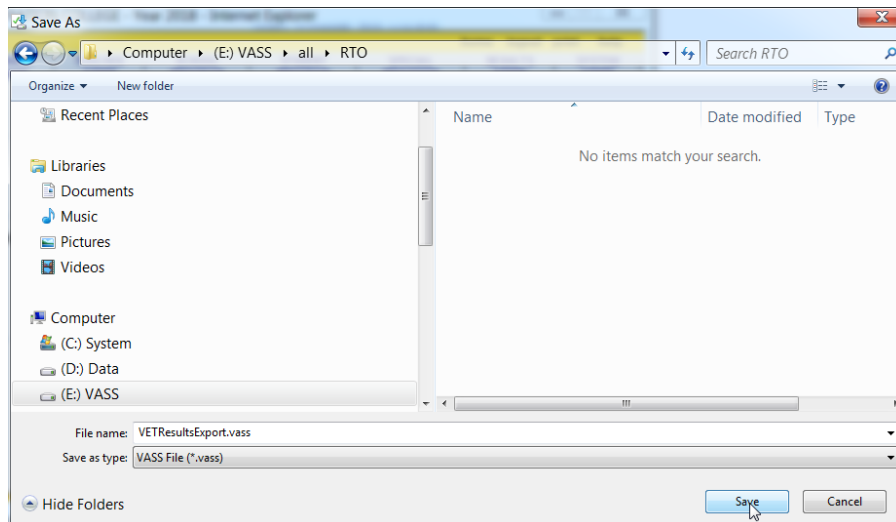 Save As
Computer ▸ (E:) VASS ▸ all ▸ RTO
Search RTO
Organize
New folder
Recent Places
Libraries
Documents
Music
Pictures
Videos
Computer
(C:) System
(D:) Data
(E:) VASS
Name
Date modified
Type
No items match your search.
File name: VETResultsExport.vass
Save as type: VASS File (*.vass)
Hide Folders
Save
Cancel